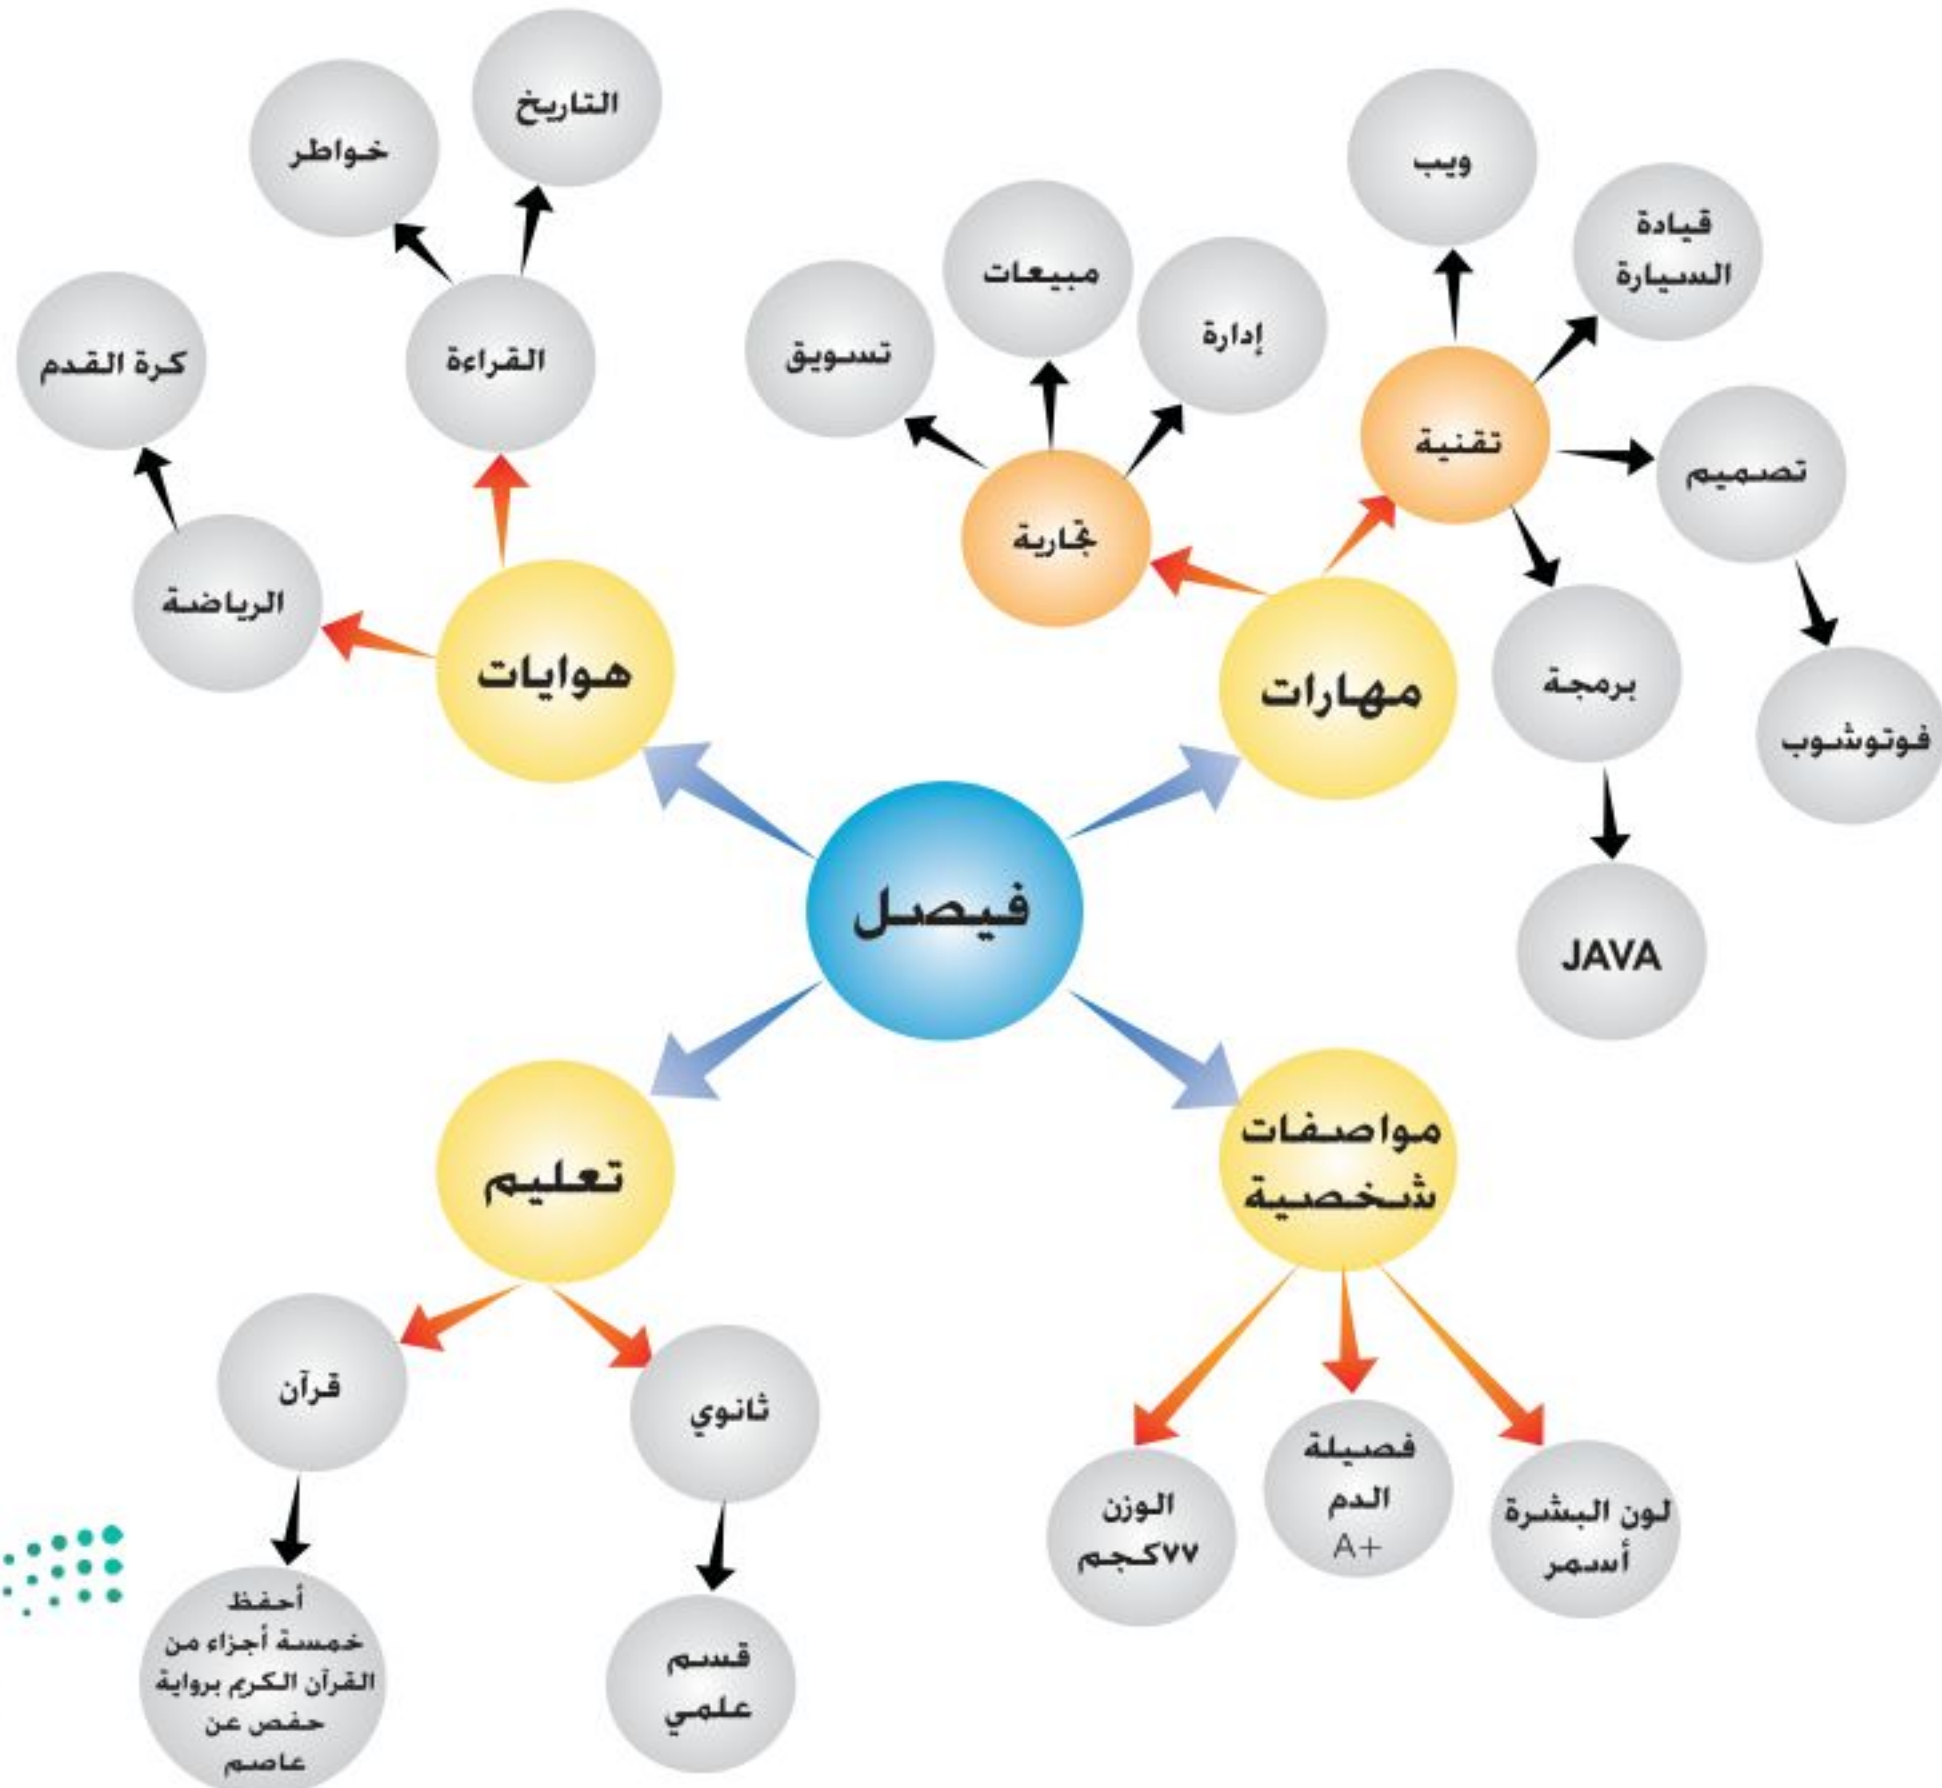 فيصل
مهارات
تقنية
ويب
قيادة
السيارة
تصميم
فوتوشوب
برمجة
JAVA
تجارية
إدارة
مبيعات
تسويق
هوايات
القراءة
التاريخ
خواطر
الرياضة
كرة القدم
مواصفات
شخصية
لون البشرة
أسمر
فصيلة
الدم
A+
الوزن
٧٧كجم
تعليم
ثانوي
قسم
علمي
قرآن
أحفظ
خمسة أجزاء من
القرآن الكريم برواية
حفص عن
عاصم